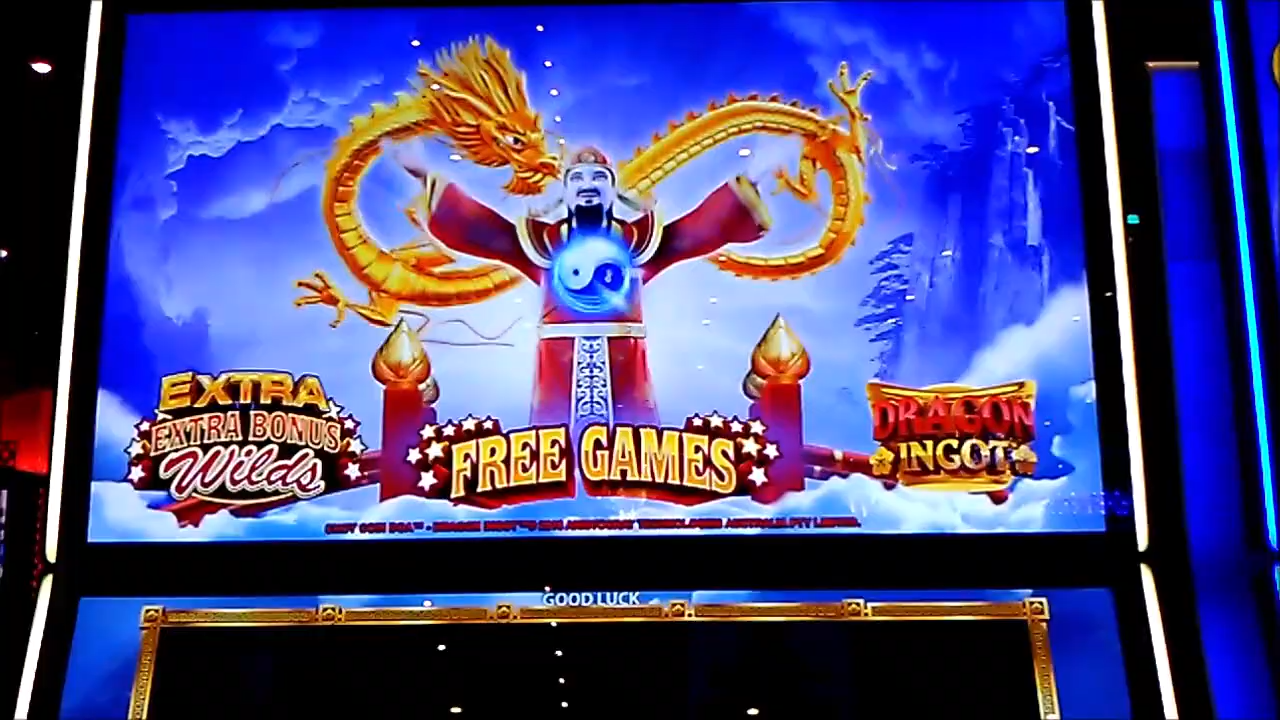 EXTRA
EXTRA BONUS
Wilds
FREE GAMES
DRAGON
INGOT
GOOD LUCK